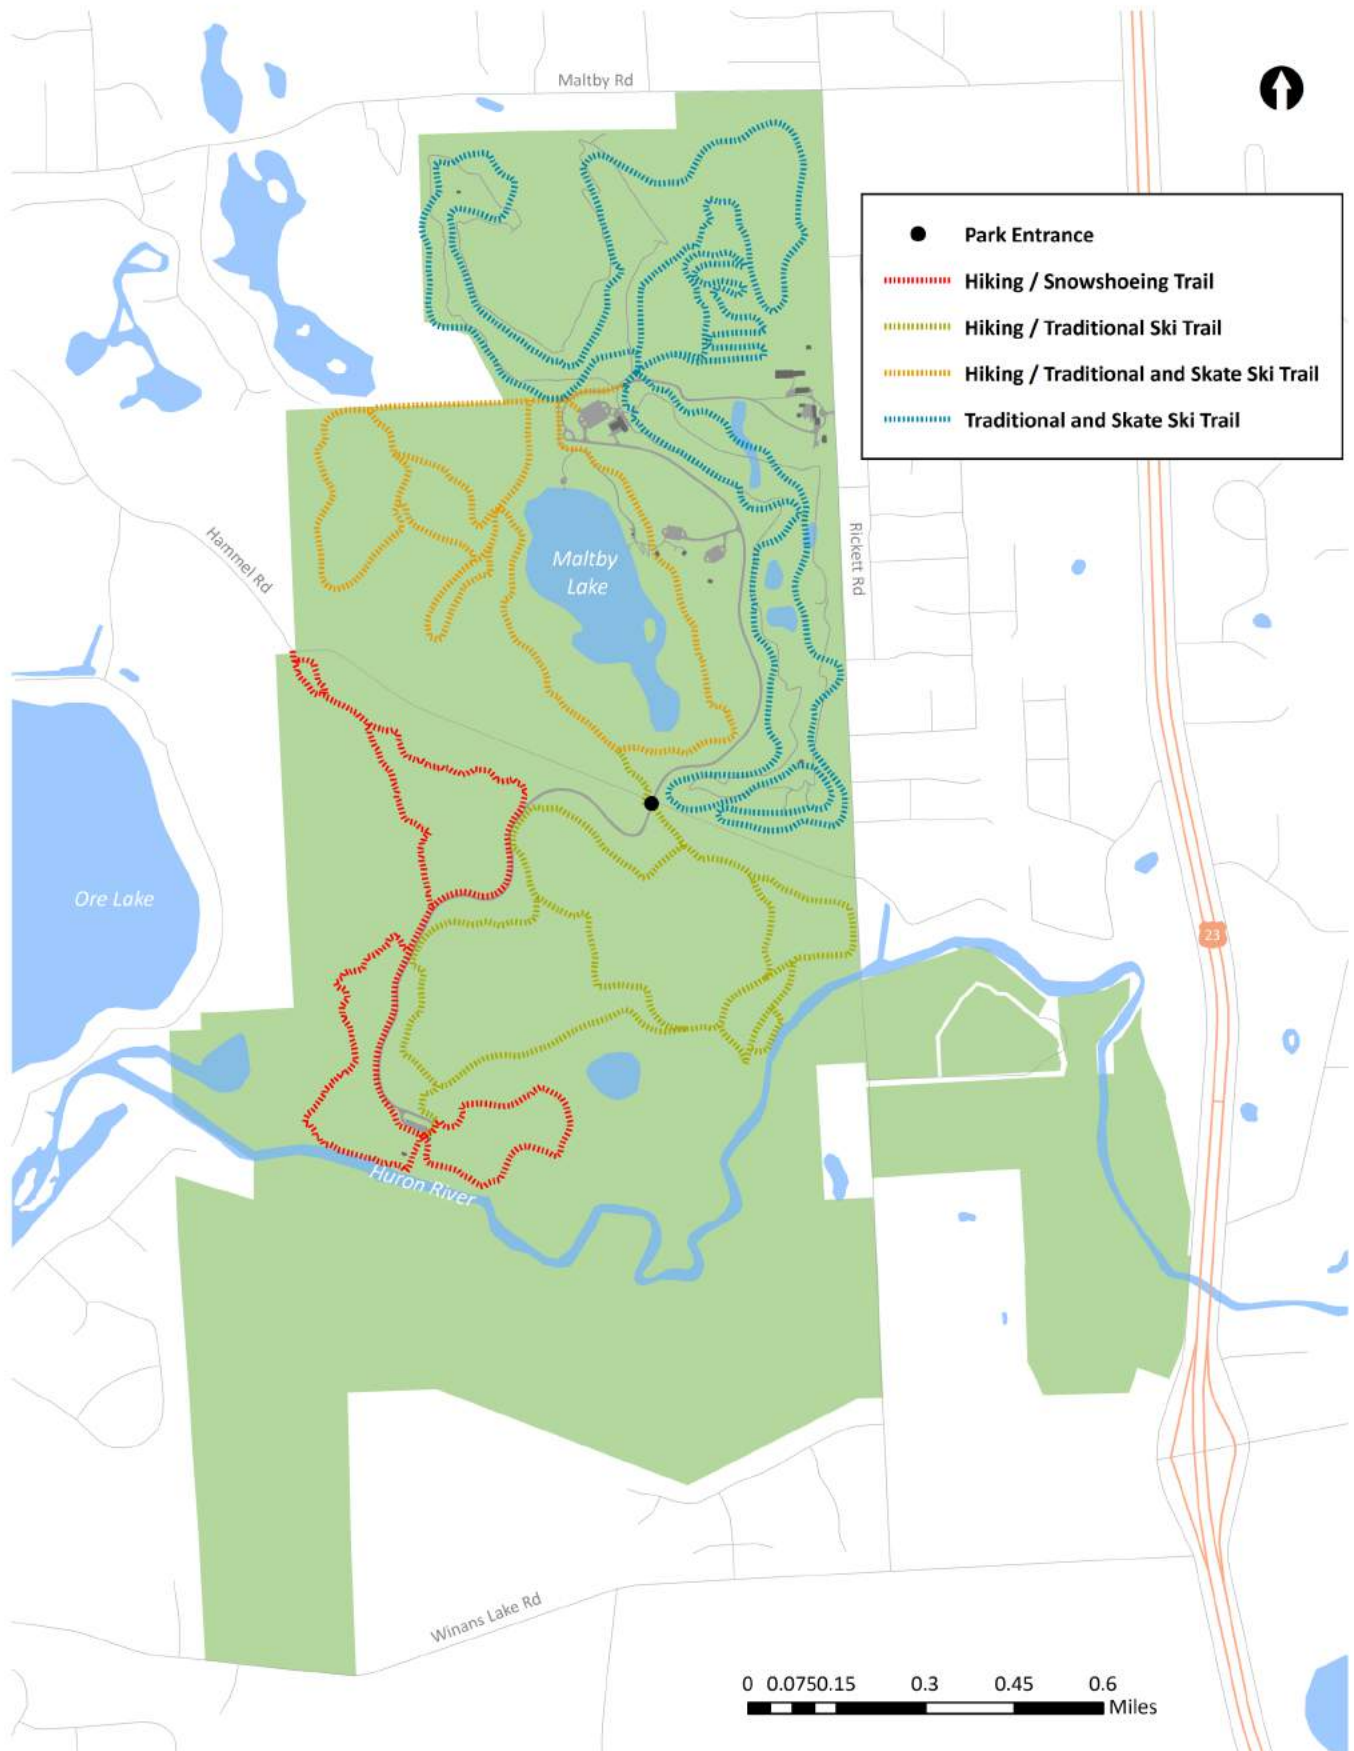 Maltby Rd
Park Entrance
Hiking / Snowshoeing Trail
Hiking / Traditional Ski Trail
Hiking / Traditional and Skate Ski Trail
Traditional and Skate Ski Trail
Hammel Rd
Maltby
Lake
Rickett Rd
Ore Lake
23
Huron River
Winans Lake Rd
0 0.075 0.15 0.3 0.45 0.6
Miles